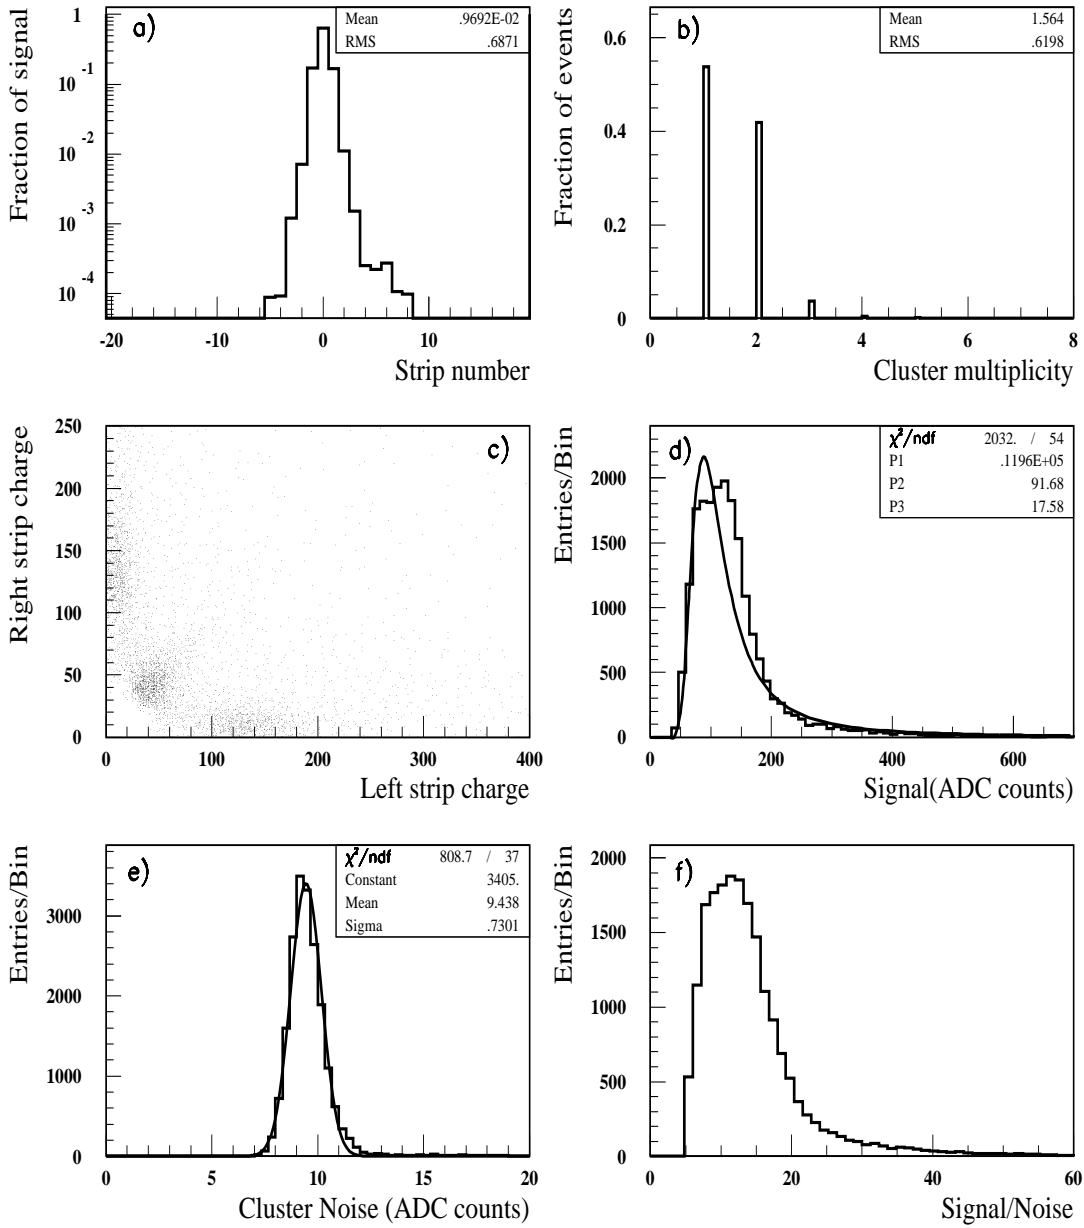 a)
Mean .9692E-02
RMS .6871
Fraction of signal
1
10 -1
10 -2
10 -3
10 -4
-20 -10 0 10
Strip number
b)
Mean 1.564
RMS .6198
Fraction of events
0.6
0.4
0.2
0
0 2 4 6 8
Cluster multiplicity
c)
Right strip charge
250
200
150
100
50
0
0 100 200 300 400
Left strip charge
d)
χ²/ndf 2032. / 54
P1 .1196E+05
P2 91.68
P3 17.58
Entries/Bin
2000
1500
1000
500
0
0 200 400 600
Signal(ADC counts)
e)
χ²/ndf 808.7 / 37
Constant 3405.
Mean 9.438
Sigma .7301
Entries/Bin
3000
2000
1000
0
0 5 10 15 20
Cluster Noise (ADC counts)
f)
Entries/Bin
2000
1500
1000
500
0
0 20 40 60
Signal/Noise